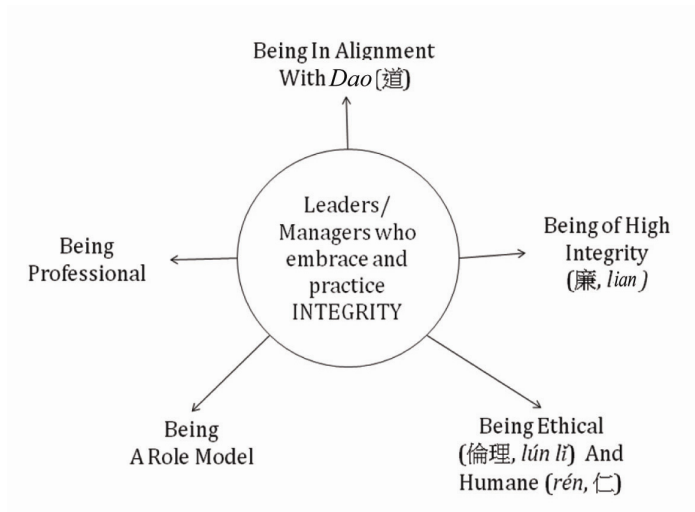 Being In Alignment
With Dao (道)
Leaders/
Managers who
embrace and
practice
INTEGRITY
Being of High
Integrity
(廉, lian)
Being
Professional
Being
A Role Model
Being Ethical
(倫理, lún lǐ) And
Humane (rén, 仁)